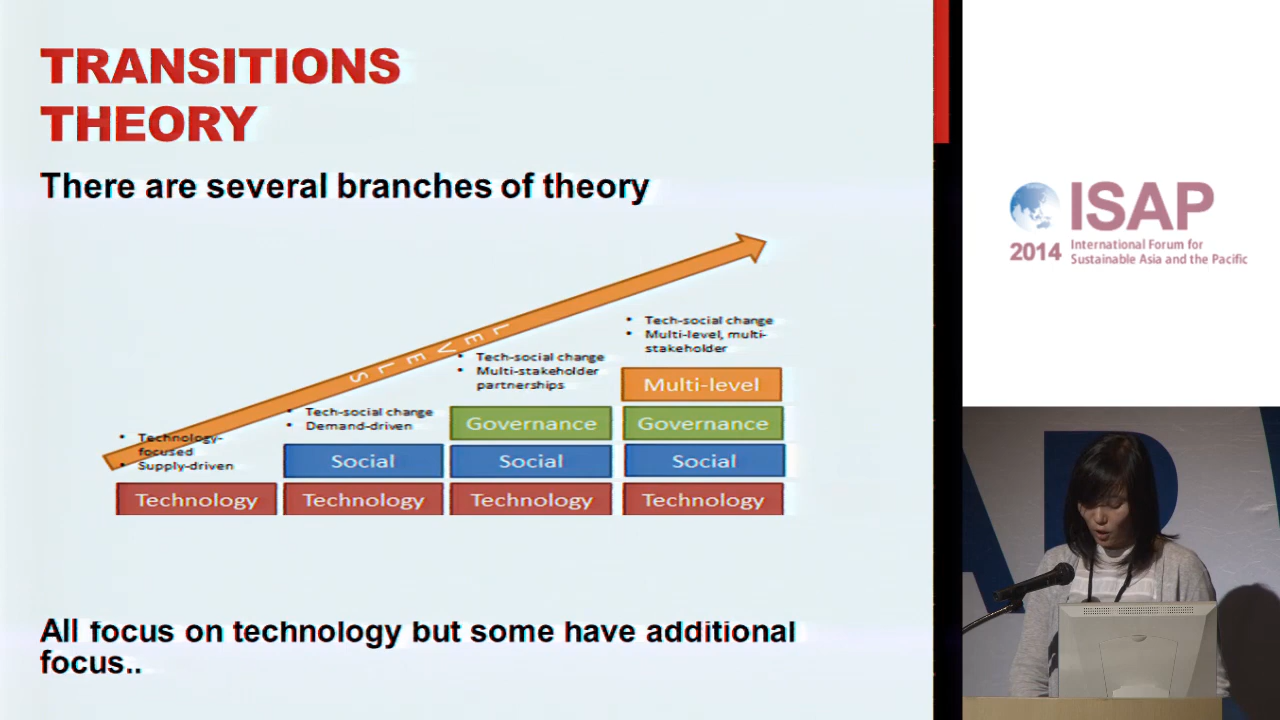 TRANSITIONS
THEORY
There are several branches of theory
LEVELS
• Technology-
focused
• Supply-driven
• Tech-social change
• Demand-driven
• Tech-social change
• Multi-stakeholder
partnerships
• Tech-social change
• Multi-level, multi-
stakeholder
Multi-level
Governance
Governance
Social
Social
Social
Technology
Technology
Technology
Technology
All focus on technology but some have additional
focus..
ISAP
2014
International Forum for
Sustainable Asia and the Pacific
AP